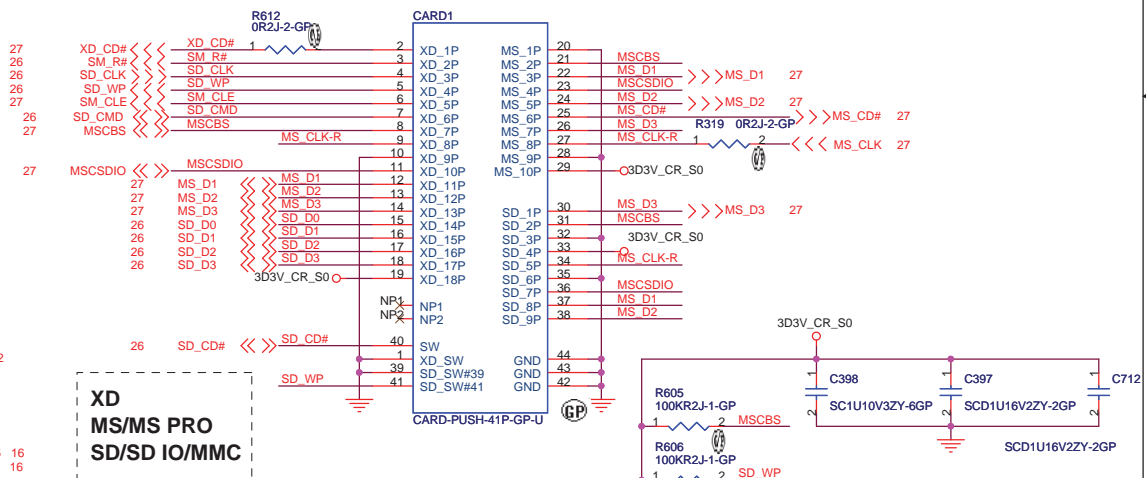 R612
0R2J-2-GP
CARD1
27 XD_CD# XD_CD# 1 2 XD_1P MS_1P 20
26 SM_R# SM_R# 3 XD_2P MS_2P 21 MSCBS
26 SD_CLK SD_CLK 4 XD_3P MS_3P 22 MS_D1 MS_D1 27
26 SD_WP SD_WP 5 XD_4P MS_4P 23 MSCSDIO
27 SM_CLE SM_CLE 6 XD_5P MS_5P 24 MS_D2 MS_D2 27
26 SD_CMD SD_CMD 7 XD_6P MS_6P 25 MS_CD# MS_CD# 27
27 MSCBS MSCBS 8 XD_7P MS_7P 26 MS_D3 R319 0R2J-2-GP
MS_CLK-R 9 XD_8P MS_8P 27 MS_CLK-R 1 2 MS_CLK 27
10 XD_9P MS_9P 28
27 MSCSDIO MSCSDIO 11 XD_10P MS_10P 29 3D3V_CR_S0
27 MS_D1 MS_D1 12 XD_11P
27 MS_D2 MS_D2 13 XD_12P
27 MS_D3 MS_D3 14 XD_13P SD_1P 30 MS_D3 MS_D3 27
26 SD_D0 SD_D0 15 XD_14P SD_2P 31 MSCBS
26 SD_D1 SD_D1 16 XD_15P SD_3P 32 3D3V_CR_S0
26 SD_D2 SD_D2 17 XD_16P SD_4P 33
26 SD_D3 SD_D3 18 XD_17P SD_5P 34 MS_CLK-R
3D3V_CR_S0 19 XD_18P SD_6P 35
SD_7P 36 MSCSDIO
NP1 NP1 SD_8P 37 MS_D1
NP2 NP2 SD_9P 38 MS_D2
26 SD_CD# SD_CD# 40 SW
1 XD_SW GND 44
39 SD_SW#39 GND 43
SD_WP 41 SD_SW#41 GND 42
CARD-PUSH-41P-GP-U
GP
2
XD
MS/MS PRO
SD/SD IO/MMC
16
16
3D3V_CR_S0
R605
100KR2J-1-GP
1 2 MSCBS
R606
100KR2J-1-GP
1 2 SD_WP
1 C398 2
SC1U10V3ZY-6GP
1 C397 2
SCD1U16V2ZY-2GP
1 C712 2
SCD1U16V2ZY-2GP